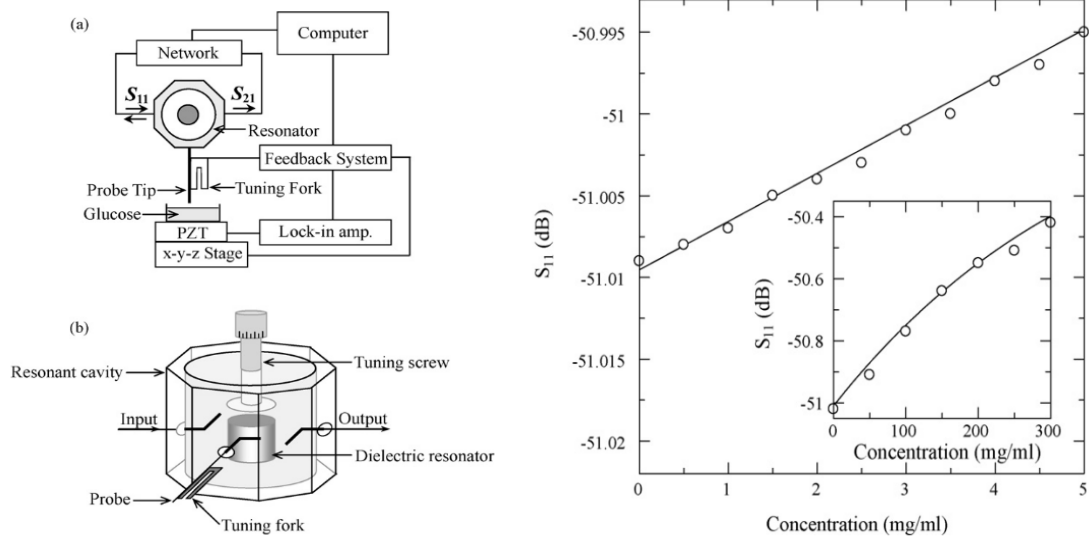 (a)
Computer
Network
S11
S21
Resonator
Feedback System
Probe Tip
Tuning Fork
Glucose
PZT
Lock-in amp.
x-y-z Stage
(b)
Tuning screw
Resonant cavity
Input
Output
Dielectric resonator
Probe
Tuning fork
-50.995
-51
-51.005
-51.01
-51.015
-51.02
S11 (dB)
0
1
2
3
4
5
Concentration (mg/ml)
-50.4
-50.6
-50.8
-51
S11 (dB)
0
100
200
300
Concentration (mg/ml)